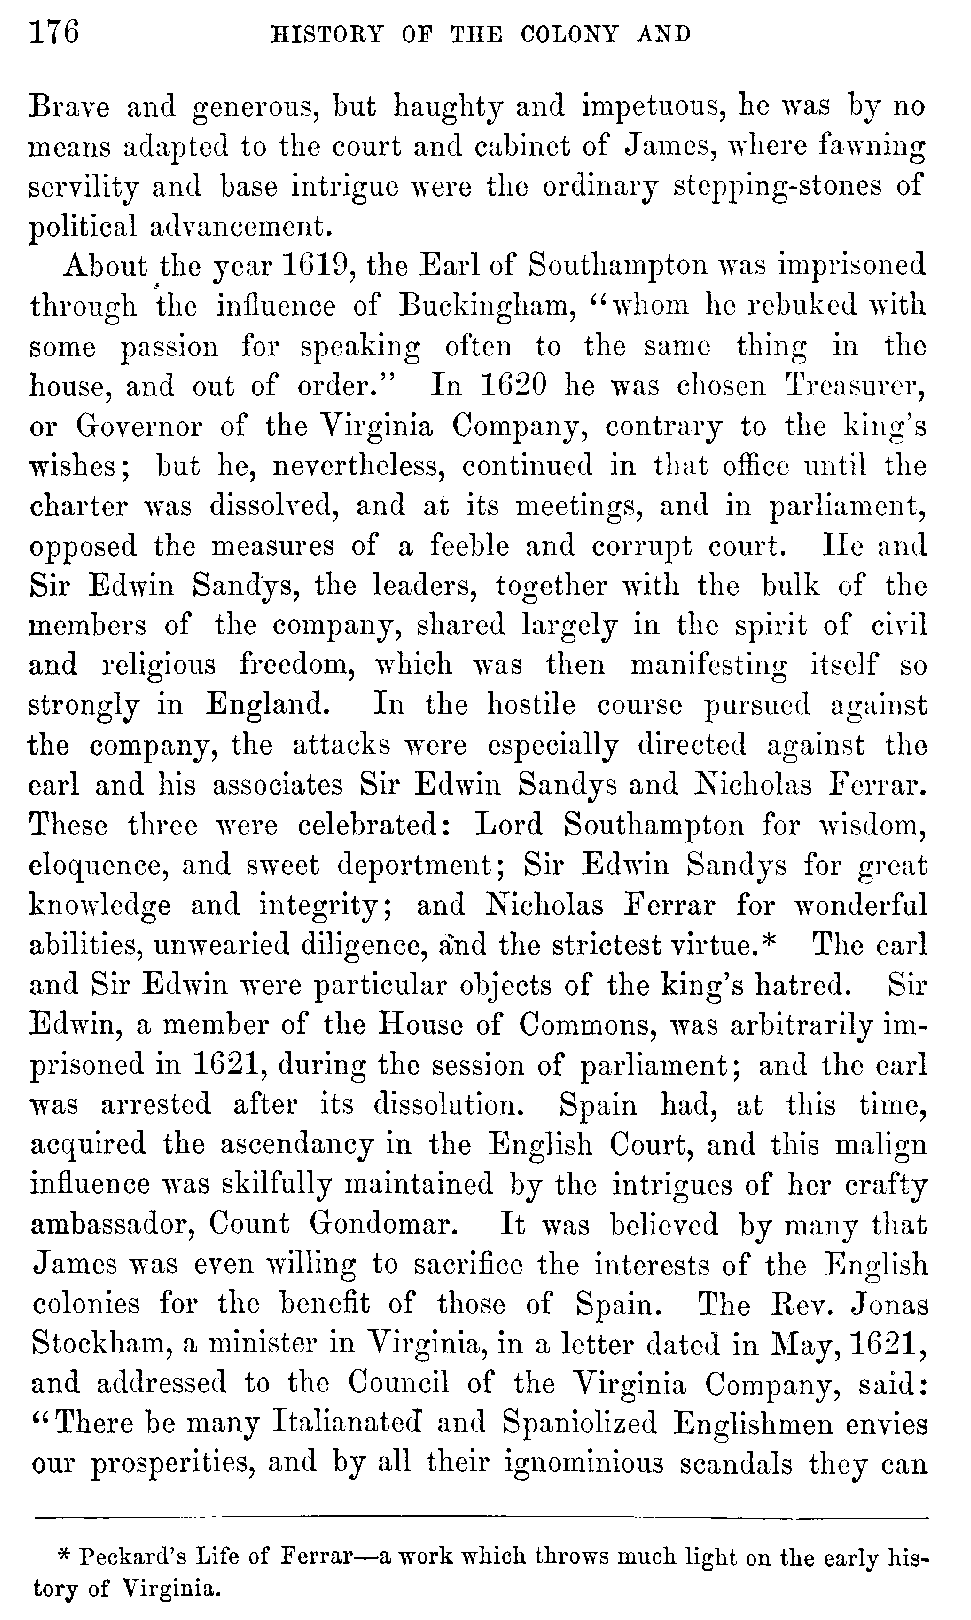 176 HISTORY OF THE COLONY AND
Brave and generous, but haughty and impetuous, he was by no
means adapted to the court and cabinet of James, where fawning
servility and base intrigue were the ordinary stepping-stones of
political advancement.
About the year 1619, the Earl of Southampton was imprisoned
through the influence of Buckingham, "whom he rebuked with
some passion for speaking often to the same thing in the
house, and out of order." In 1620 he was chosen Treasurer,
or Governor of the Virginia Company, contrary to the king's
wishes; but he, nevertheless, continued in that office until the
charter was dissolved, and at its meetings, and in parliament,
opposed the measures of a feeble and corrupt court. He and
Sir Edwin Sandys, the leaders, together with the bulk of the
members of the company, shared largely in the spirit of civil
and religious freedom, which was then manifesting itself so
strongly in England. In the hostile course pursued against
the company, the attacks were especially directed against the
earl and his associates Sir Edwin Sandys and Nicholas Ferrar.
These three were celebrated: Lord Southampton for wisdom,
eloquence, and sweet deportment; Sir Edwin Sandys for great
knowledge and integrity; and Nicholas Ferrar for wonderful
abilities, unwearied diligence, and the strictest virtue.* The earl
and Sir Edwin were particular objects of the king's hatred. Sir
Edwin, a member of the House of Commons, was arbitrarily im-
prisoned in 1621, during the session of parliament; and the earl
was arrested after its dissolution. Spain had, at this time,
acquired the ascendancy in the English Court, and this malign
influence was skilfully maintained by the intrigues of her crafty
ambassador, Count Gondomar. It was believed by many that
James was even willing to sacrifice the interests of the English
colonies for the benefit of those of Spain. The Rev. Jonas
Stockham, a minister in Virginia, in a letter dated in May, 1621,
and addressed to the Council of the Virginia Company, said:
"There be many Italianated and Spaniolized Englishmen envies
our prosperities, and by all their ignominious scandals they can
* Peckard's Life of Ferrar—a work which throws much light on the early his-
tory of Virginia.